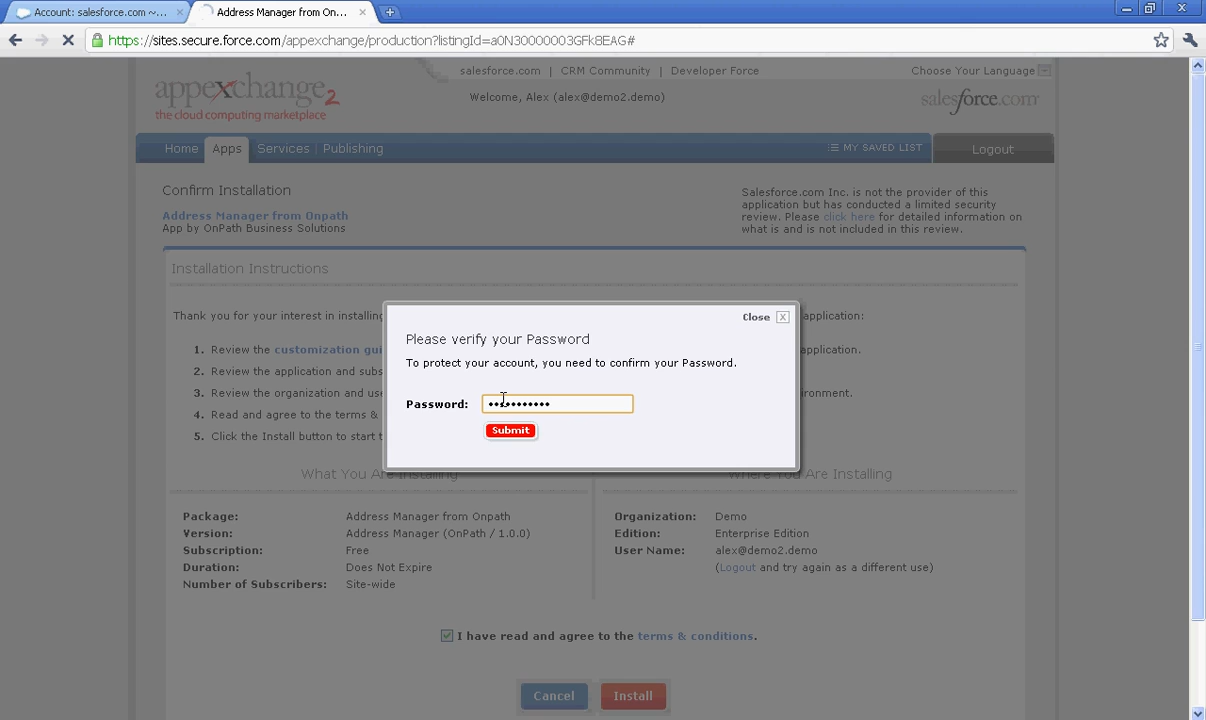 Account: salesforce.com ~...
Address Manager from On...
https://sites.secure.force.com/appexchange/production?listingId=a0N30000003GFk8EAG#
salesforce.com | CRM Community | Developer Force
Choose Your Language
appexchange 2
the cloud computing marketplace
Welcome, Alex (alex@demo2.demo)
salesforce.com
Home Apps Services | Publishing
MY SAVED LIST
Logout
Confirm Installation
Address Manager from Onpath
App by OnPath Business Solutions
Salesforce.com Inc. is not the provider of this
application but has conducted a limited security
review. Please click here for detailed information on
what is and is not included in this review.
Installation Instructions
Thank you for your interest in installing
application:
1. Review the customization gui
application.
2. Review the application and subs
3. Review the organization and use
ironment.
4. Read and agree to the terms &
5. Click the Install button to start t
Close X
Please verify your Password
To protect your account, you need to confirm your Password.
Password: •••••••••••
Submit
What You Are Installing
Where You Are Installing
Package: Address Manager from Onpath
Version: Address Manager (OnPath / 1.0.0)
Subscription: Free
Duration: Does Not Expire
Number of Subscribers: Site-wide
Organization: Demo
Edition: Enterprise Edition
User Name: alex@demo2.demo
(Logout and try again as a different use)
I have read and agree to the terms & conditions.
Cancel
Install